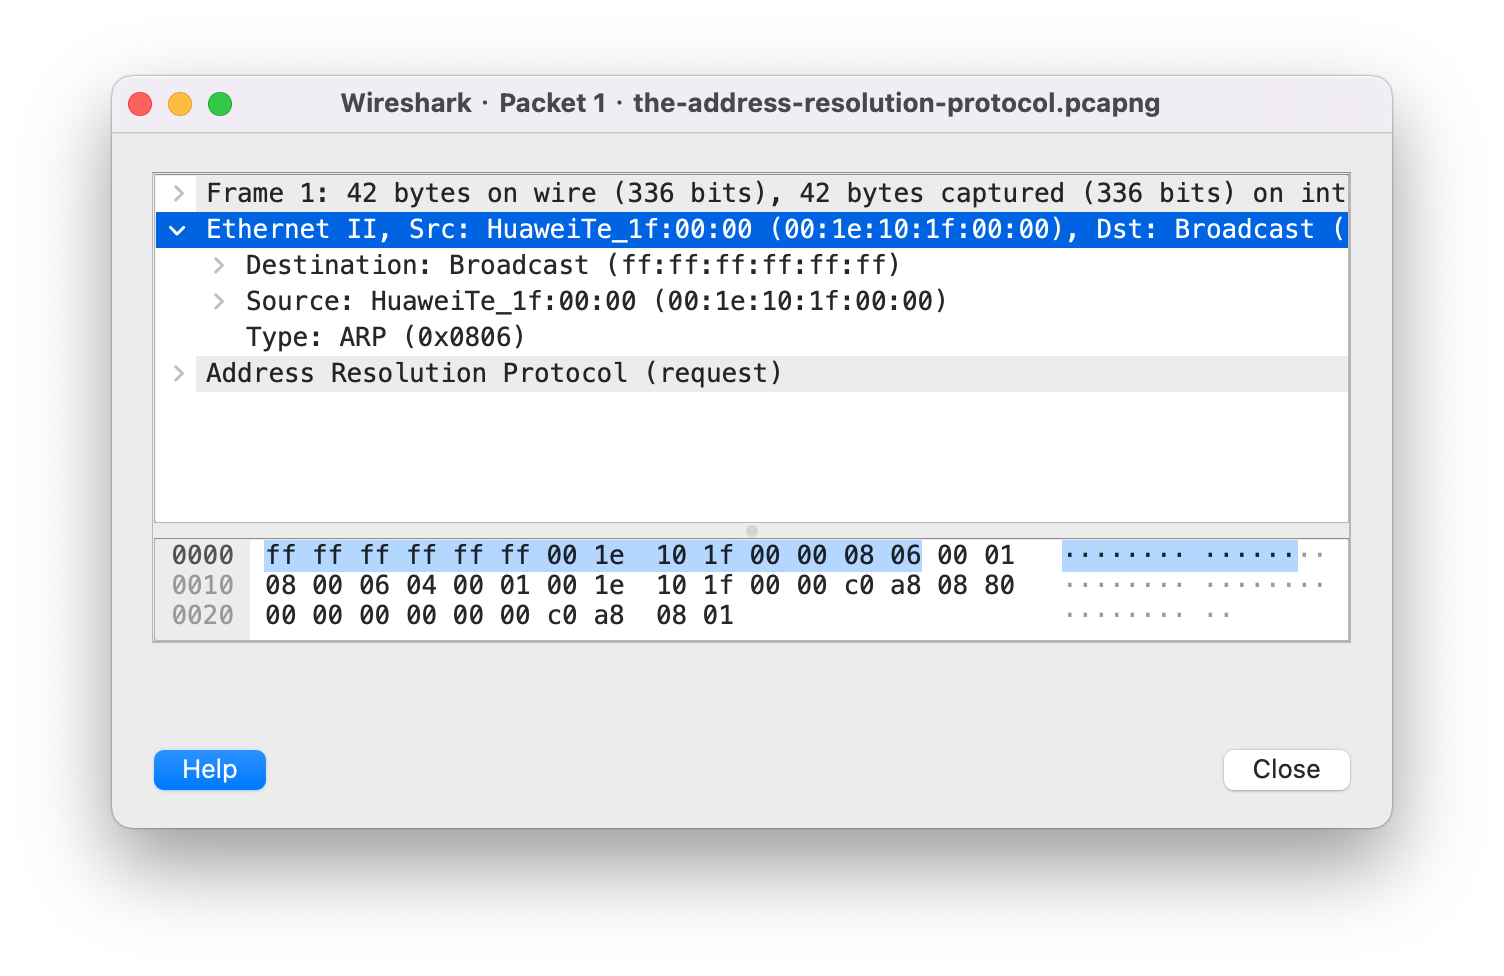 Wireshark · Packet 1 · the-address-resolution-protocol.pcapng
Frame 1: 42 bytes on wire (336 bits), 42 bytes captured (336 bits) on int
Ethernet II, Src: HuaweiTe_1f:00:00 (00:1e:10:1f:00:00), Dst: Broadcast (
Destination: Broadcast (ff:ff:ff:ff:ff:ff)
Source: HuaweiTe_1f:00:00 (00:1e:10:1f:00:00)
Type: ARP (0x0806)
Address Resolution Protocol (request)
0000 ff ff ff ff ff ff 00 1e 10 1f 00 00 08 06 00 01 ········ ········
0010 08 00 06 04 00 01 00 1e 10 1f 00 00 c0 a8 08 80 ········ ········
0020 00 00 00 00 00 00 c0 a8 08 01 ········ ··
Help Close